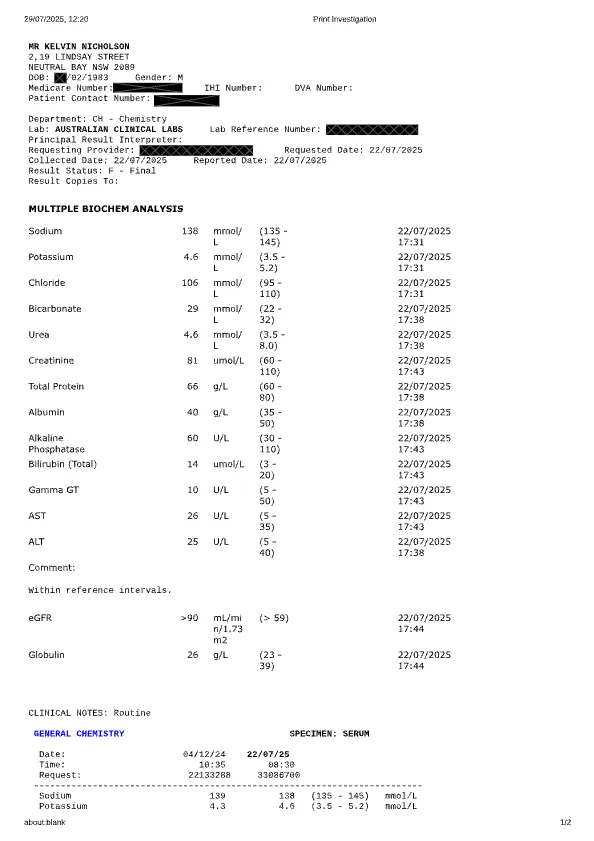 29/07/2025, 12:20 Print Investigation
MR KELVIN NICHOLSON
2,19 LINDSAY STREET
NEUTRAL BAY NSW 2089
DOB: /02/1983 Gender: M
Medicare Number: IHI Number: DVA Number:
Patient Contact Number:
Department: CH - Chemistry
Lab: AUSTRALIAN CLINICAL LABS Lab Reference Number:
Principal Result Interpreter:
Requesting Provider: Requested Date: 22/07/2025
Collected Date: 22/07/2025 Reported Date: 22/07/2025
Result Status: F - Final
Result Copies To:
MULTIPLE BIOCHEM ANALYSIS
Sodium 138 mmol/ (135 - 22/07/2025
L 145) 17:31
Potassium 4.6 mmol/ (3.5 - 22/07/2025
L 5.2) 17:31
Chloride 106 mmol/ (95 - 22/07/2025
L 110) 17:31
Bicarbonate 29 mmol/ (22 - 22/07/2025
L 32) 17:38
Urea 4.6 mmol/ (3.5 - 22/07/2025
L 8.0) 17:38
Creatinine 81 umol/L (60 - 22/07/2025
110) 17:43
Total Protein 66 g/L (60 - 22/07/2025
80) 17:38
Albumin 40 g/L (35 - 22/07/2025
50) 17:38
Alkaline 60 U/L (30 - 22/07/2025
Phosphatase 110) 17:43
Bilirubin (Total) 14 umol/L (3 - 22/07/2025
20) 17:43
Gamma GT 10 U/L (5 - 22/07/2025
50) 17:43
AST 26 U/L (5 - 22/07/2025
35) 17:43
ALT 25 U/L (5 - 22/07/2025
40) 17:38
Comment:
Within reference intervals.
eGFR >90 mL/mi (> 59) 22/07/2025
n/1.73 17:44
m2
Globulin 26 g/L (23 - 22/07/2025
39) 17:44
CLINICAL NOTES: Routine
GENERAL CHEMISTRY SPECIMEN: SERUM
Date: 04/12/24 22/07/25
Time: 10:35 08:30
Request: 22133288 33086700
--------------------------------------------------------------------------------
Sodium 139 138 (135 - 145) mmol/L
Potassium 4.3 4.6 (3.5 - 5.2) mmol/L
about:blank 1/2